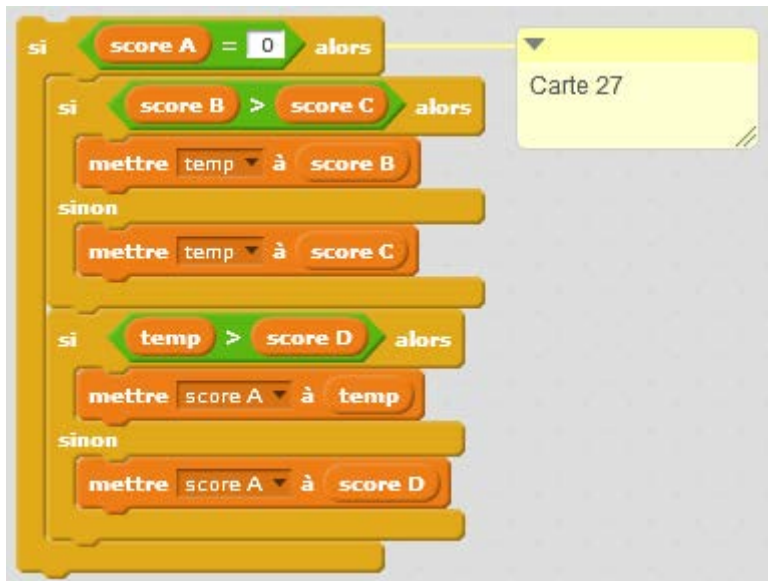 si score A = 0 alors
Carte 27
si score B > score C alors
mettre temp à score B
sinon
mettre temp à score C
si temp > score D alors
mettre score A à temp
sinon
mettre score A à score D